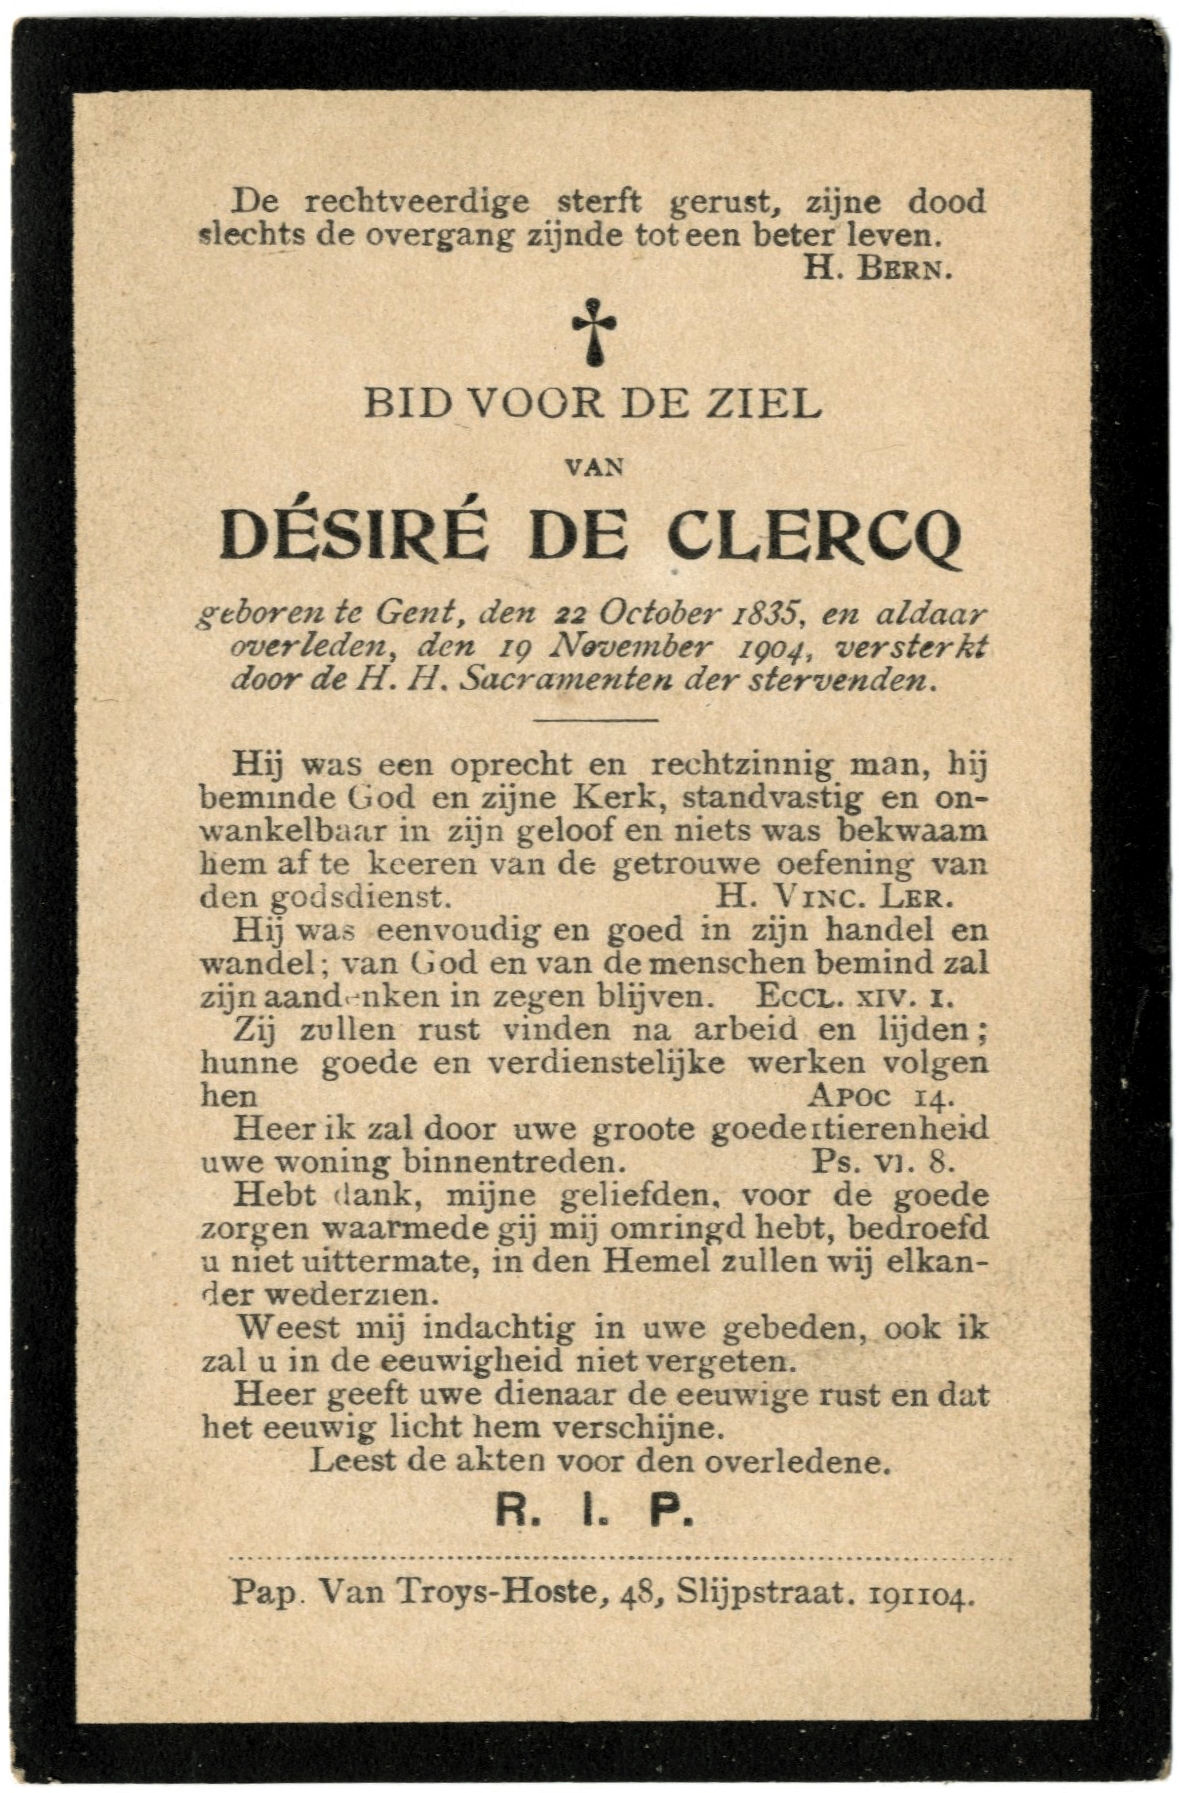 De rechtveerdige sterft gerust, zijne dood
slechts de overgang zijnde tot een beter leven.
H. BERN.
BID VOOR DE ZIEL
VAN
DÉSIRÉ DE CLERCQ
geboren te Gent, den 22 October 1835, en aldaar
overleden, den 19 November 1904, versterkt
door de H. H. Sacramenten der stervenden.
Hij was een oprecht en rechtzinnig man, hij
beminde God en zijne Kerk, standvastig en on-
wankelbaar in zijn geloof en niets was bekwaam
hem af te keeren van de getrouwe oefening van
den godsdienst. H. VINC. LER.
Hij was eenvoudig en goed in zijn handel en
wandel; van God en van de menschen bemind zal
zijn aandenken in zegen blijven. ECCL. XIV. I.
Zij zullen rust vinden na arbeid en lijden;
hunne goede en verdienstelijke werken volgen
hen APOC 14.
Heer ik zal door uwe groote goedertierenheid
uwe woning binnentreden. Ps. VI. 8.
Hebt dank, mijne geliefden, voor de goede
zorgen waarmede gij mij omringd hebt, bedroefd
u niet uittermate, in den Hemel zullen wij elkan-
der wederzien.
Weest mij indachtig in uwe gebeden, ook ik
zal u in de eeuwigheid niet vergeten.
Heer geeft uwe dienaar de eeuwige rust en dat
het eeuwig licht hem verschijne.
Leest de akten voor den overledene.
R. I. P.
Pap. Van Troys-Hoste, 48, Slijpstraat. 191104.